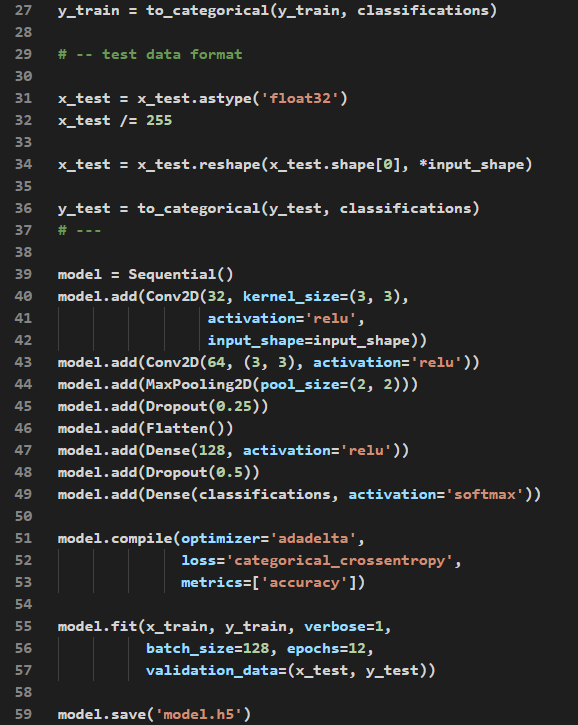 27 y_train = to_categorical(y_train, classifications)
28
29 # -- test data format
30
31 x_test = x_test.astype('float32')
32 x_test /= 255
33
34 x_test = x_test.reshape(x_test.shape[0], *input_shape)
35
36 y_test = to_categorical(y_test, classifications)
37 # ---
38
39 model = Sequential()
40 model.add(Conv2D(32, kernel_size=(3, 3),
41                  activation='relu',
42                  input_shape=input_shape))
43 model.add(Conv2D(64, (3, 3), activation='relu'))
44 model.add(MaxPooling2D(pool_size=(2, 2)))
45 model.add(Dropout(0.25))
46 model.add(Flatten())
47 model.add(Dense(128, activation='relu'))
48 model.add(Dropout(0.5))
49 model.add(Dense(classifications, activation='softmax'))
50
51 model.compile(optimizer='adadelta',
52               loss='categorical_crossentropy',
53               metrics=['accuracy'])
54
55 model.fit(x_train, y_train, verbose=1,
56           batch_size=128, epochs=12,
57           validation_data=(x_test, y_test))
58
59 model.save('model.h5')